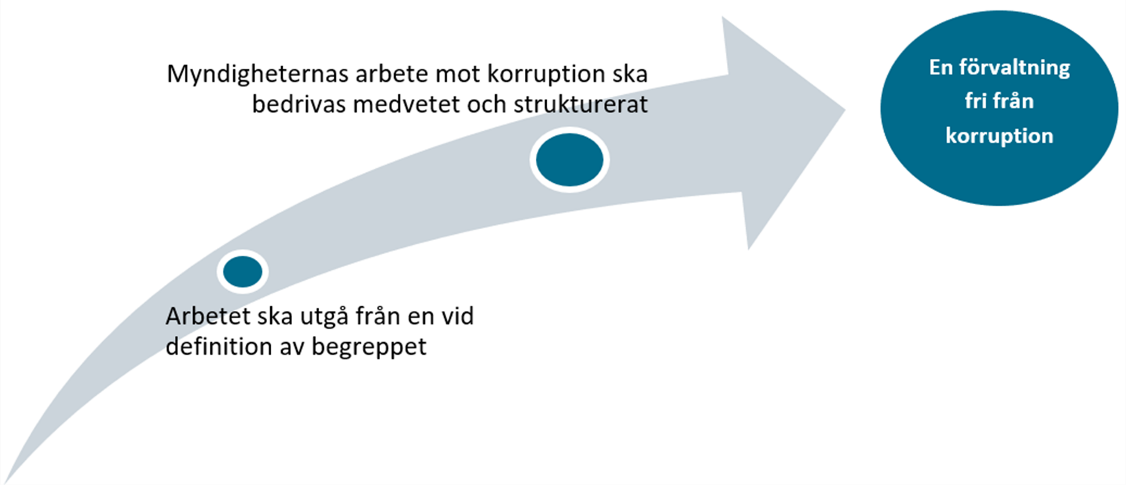 Myndigheternas arbete mot korruption ska
bedrivas medvetet och strukturerat
En förvaltning
fri från
korruption
Arbetet ska utgå från en vid
definition av begreppet